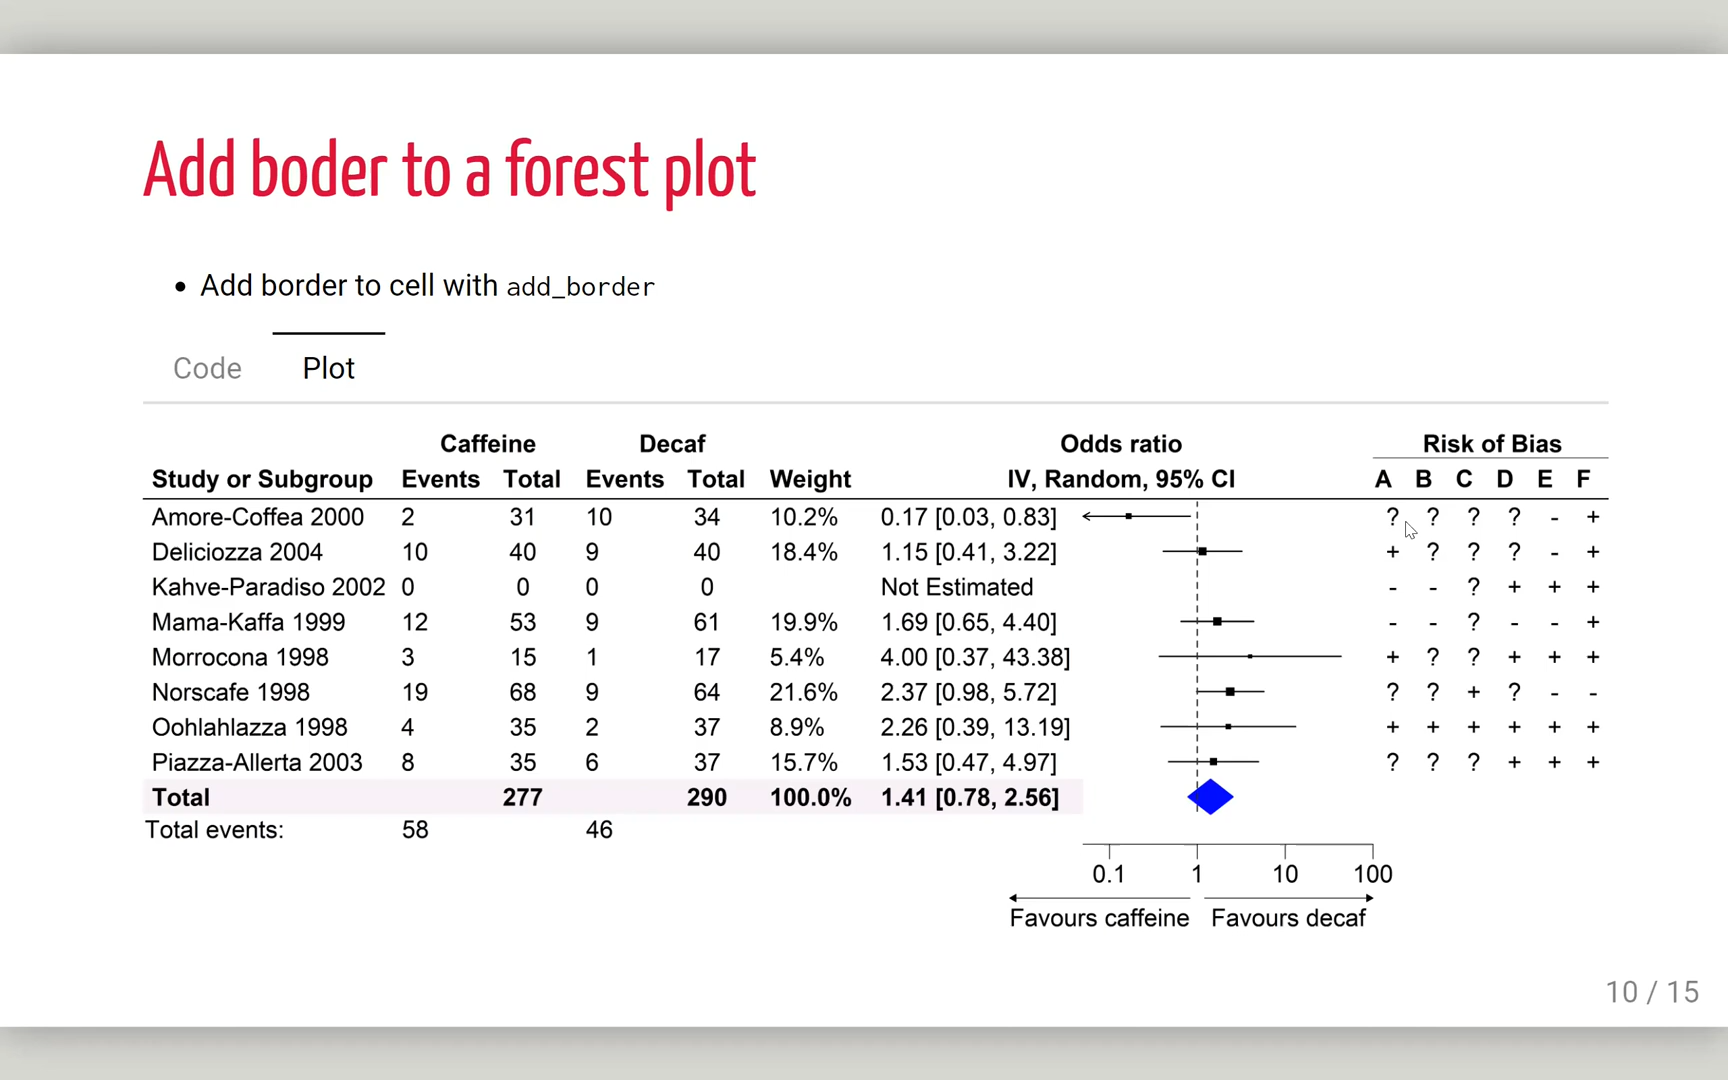 Add boder to a forest plot
• Add border to cell with add_border
Code Plot
Caffeine Decaf Odds ratio Risk of Bias
Study or Subgroup Events Total Events Total Weight IV, Random, 95% CI A B C D E F
Amore-Coffea 2000 2 31 10 34 10.2% 0.17 [0.03, 0.83] ? ? ? ? - +
Deliciozza 2004 10 40 9 40 18.4% 1.15 [0.41, 3.22] + ? ? ? - +
Kahve-Paradiso 2002 0 0 0 0 Not Estimated - - ? + + +
Mama-Kaffa 1999 12 53 9 61 19.9% 1.69 [0.65, 4.40] - - ? - - +
Morrocona 1998 3 15 1 17 5.4% 4.00 [0.37, 43.38] + ? ? + + +
Norscafe 1998 19 68 9 64 21.6% 2.37 [0.98, 5.72] ? ? + ? - -
Oohlahlazza 1998 4 35 2 37 8.9% 2.26 [0.39, 13.19] + + + + + +
Piazza-Allerta 2003 8 35 6 37 15.7% 1.53 [0.47, 4.97] ? ? ? + + +
Total 277 290 100.0% 1.41 [0.78, 2.56]
Total events: 58 46
0.1 1 10 100
Favours caffeine Favours decaf
10 / 15